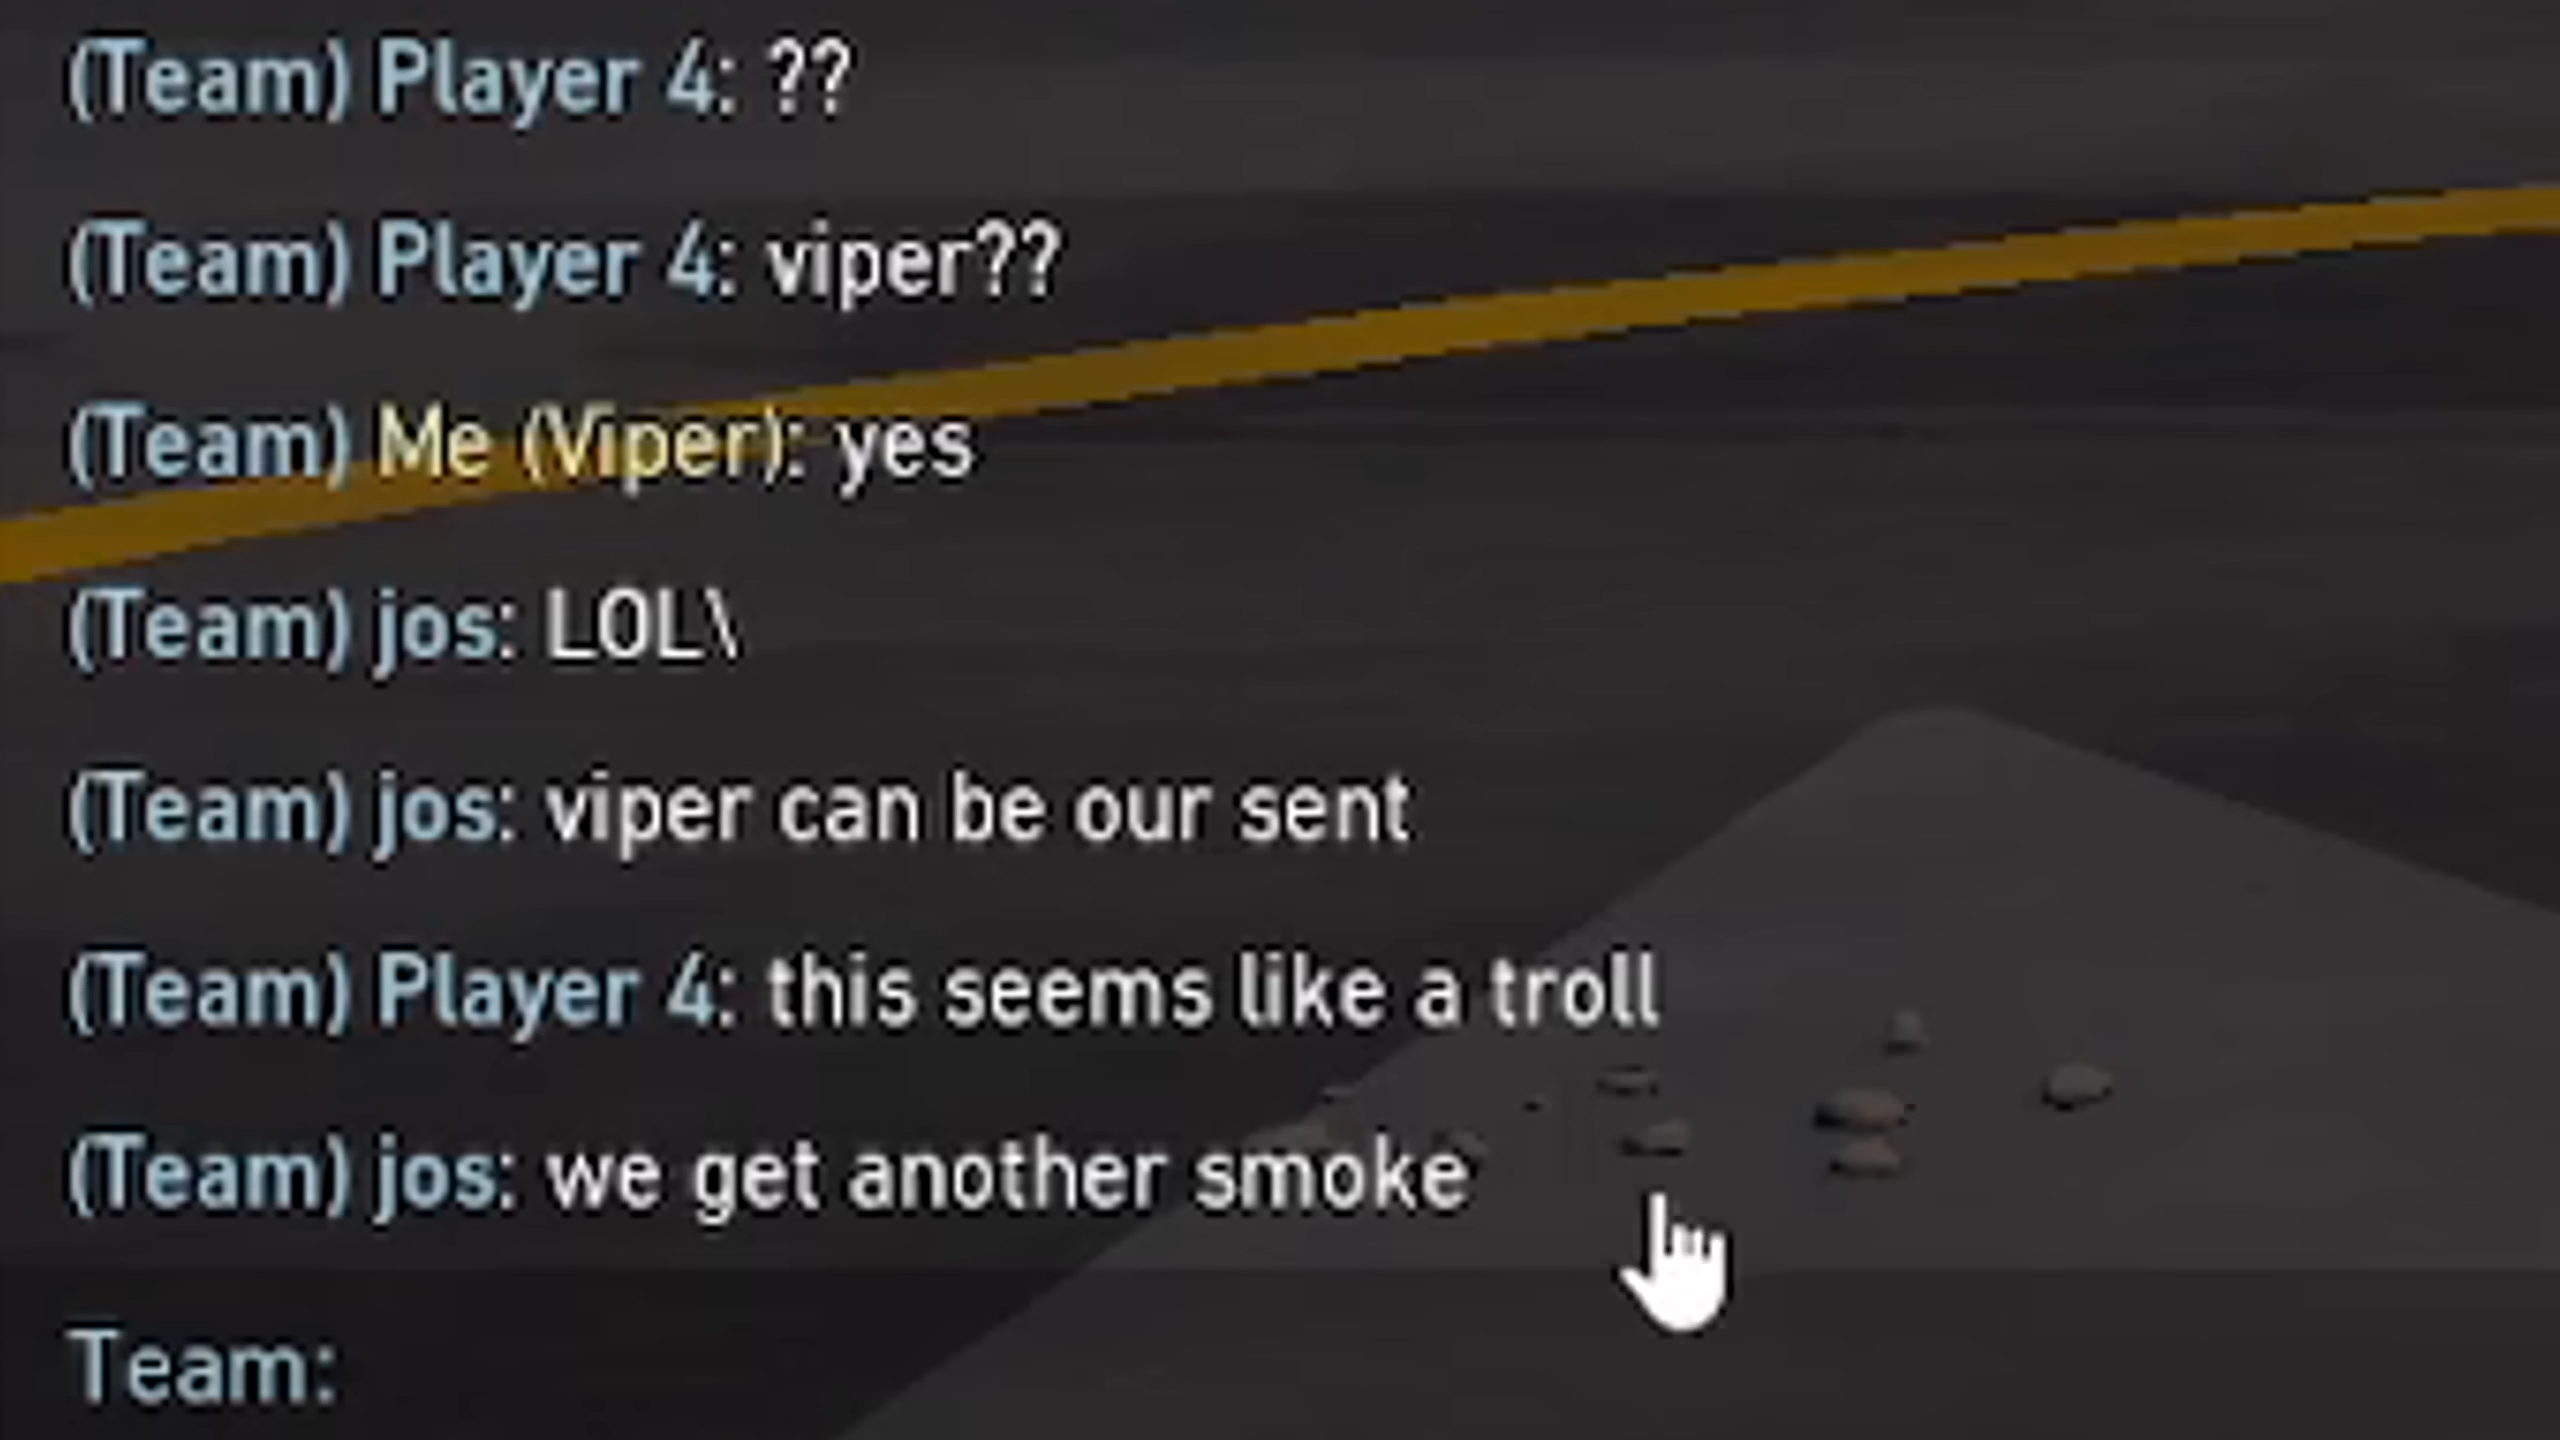 (Team) Player 4: ??
(Team) Player 4: viper??
(Team) Me (Viper): yes
(Team) jos: LOL\
(Team) jos: viper can be our sent
(Team) Player 4: this seems like a troll
(Team) jos: we get another smoke
Team: